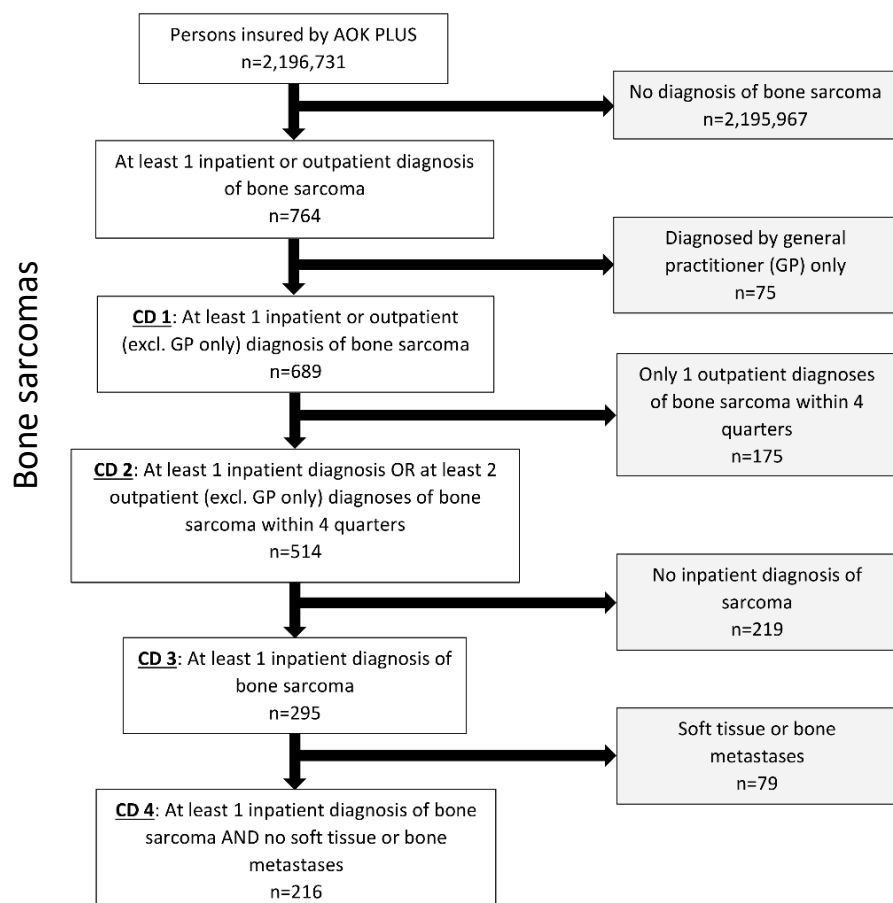 Bone sarcomas
Persons insured by AOK PLUS
n=2,196,731
No diagnosis of bone sarcoma
n=2,195,967
At least 1 inpatient or outpatient diagnosis
of bone sarcoma
n=764
Diagnosed by general
practitioner (GP) only
n=75
CD 1: At least 1 inpatient or outpatient
(excl. GP only) diagnosis of bone sarcoma
n=689
Only 1 outpatient diagnoses
of bone sarcoma within 4
quarters
n=175
CD 2: At least 1 inpatient diagnosis OR at least 2
outpatient (excl. GP only) diagnoses of bone
sarcoma within 4 quarters
n=514
No inpatient diagnosis of
sarcoma
n=219
CD 3: At least 1 inpatient diagnosis of
bone sarcoma
n=295
Soft tissue or bone
metastases
n=79
CD 4: At least 1 inpatient diagnosis of bone
sarcoma AND no soft tissue or bone
metastases
n=216